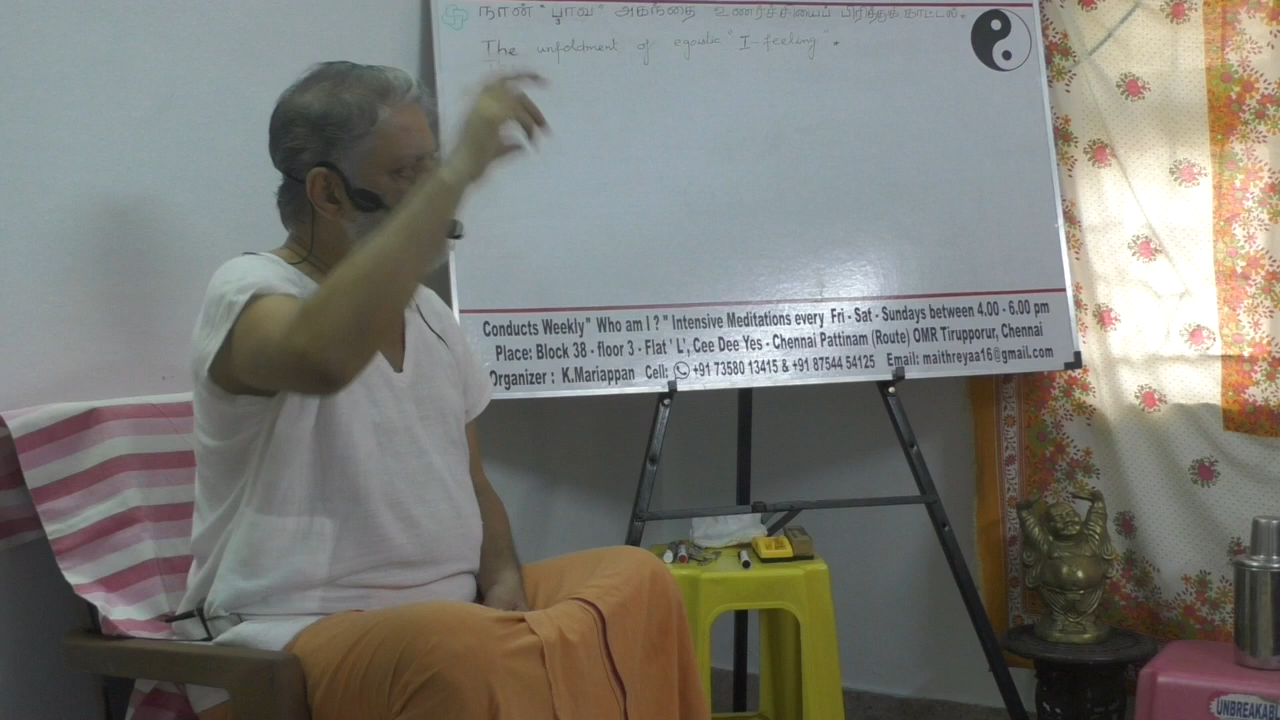 நான் "பூர்வ" அகந்தை உணர்ச்சியைப் பிரித்துக் காட்டல்.
The unfoldment of egoistic "I-feeling".
Conducts Weekly" Who am I ? " Intensive Meditations every Fri - Sat - Sundays between 4.00 - 6.00 pm
Place: Block 38 - floor 3 - Flat ' L', Cee Dee Yes - Chennai Pattinam (Route) OMR Tirupporur, Chennai
Organizer : K.Mariappan Cell: +91 73580 13415 & +91 87544 54125 Email: maithreyaa16@gmail.com
UNBREAKAB